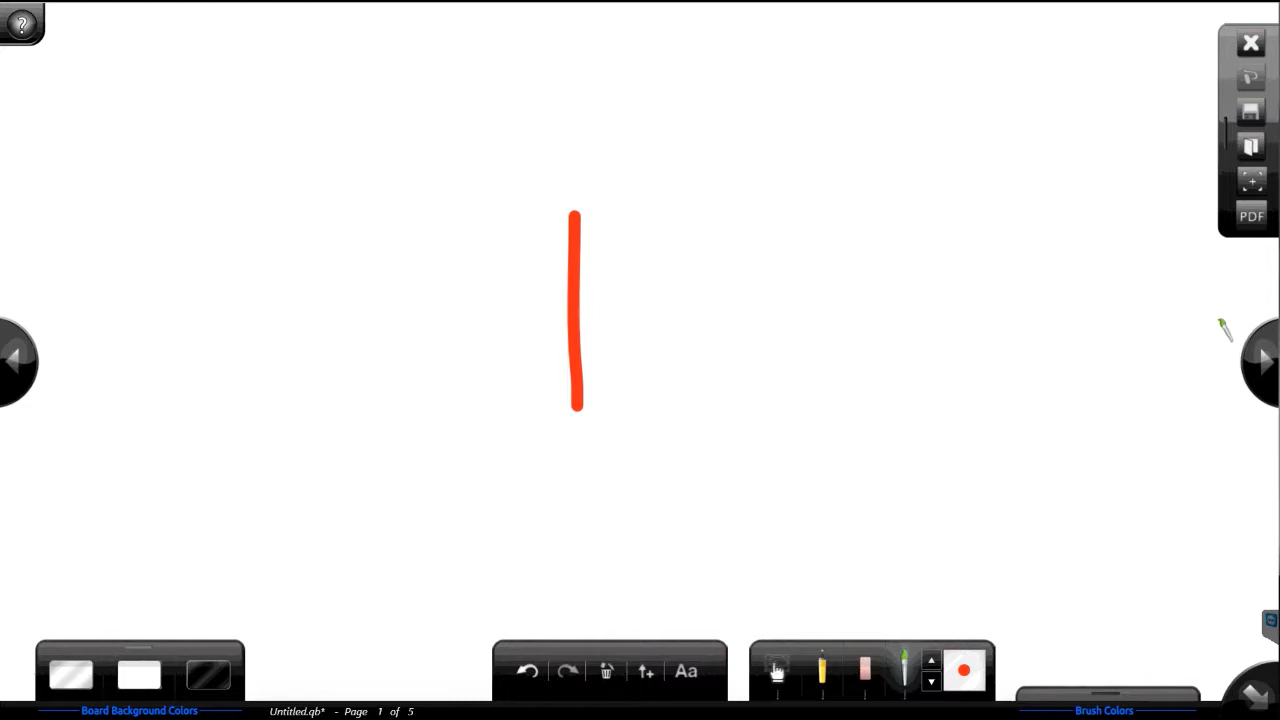 ?
PDF
Aa
Board Background Colors
Untitled.qb* - Page 1 of 5
Brush Colors